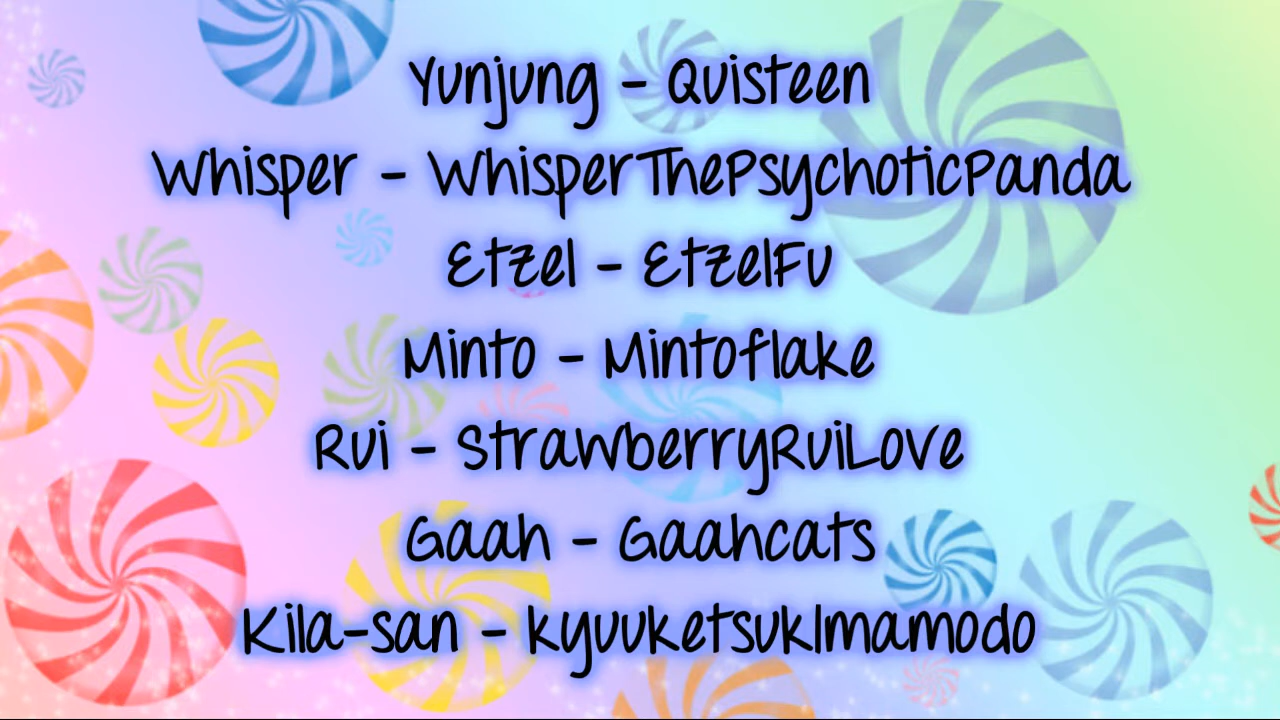 Yunjung - Quisteen
Whisper - WhisperThePsychoticPanda
Etzel - EtzelFu
Minto - Mintoflake
Rui - StrawberryRuiLove
Gaah - Gaahcats
Kila-san - kyuuketsukImamodo